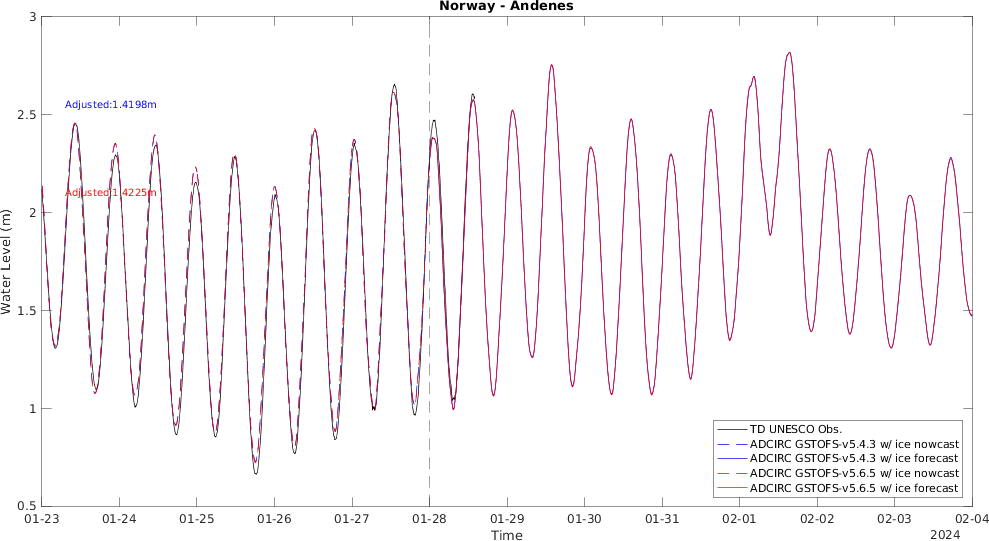 Norway - Andenes
3
2.5
2
1.5
1
0.5
Water Level (m)
Adjusted:1.4198m
Adjusted:1.4225m
TD UNESCO Obs.
ADCIRC GSTOFS-v5.4.3 w/ ice nowcast
ADCIRC GSTOFS-v5.4.3 w/ ice forecast
ADCIRC GSTOFS-v5.6.5 w/ ice nowcast
ADCIRC GSTOFS-v5.6.5 w/ ice forecast
01-23 01-24 01-25 01-26 01-27 01-28 01-29 01-30 01-31 02-01 02-02 02-03 02-04
Time
2024